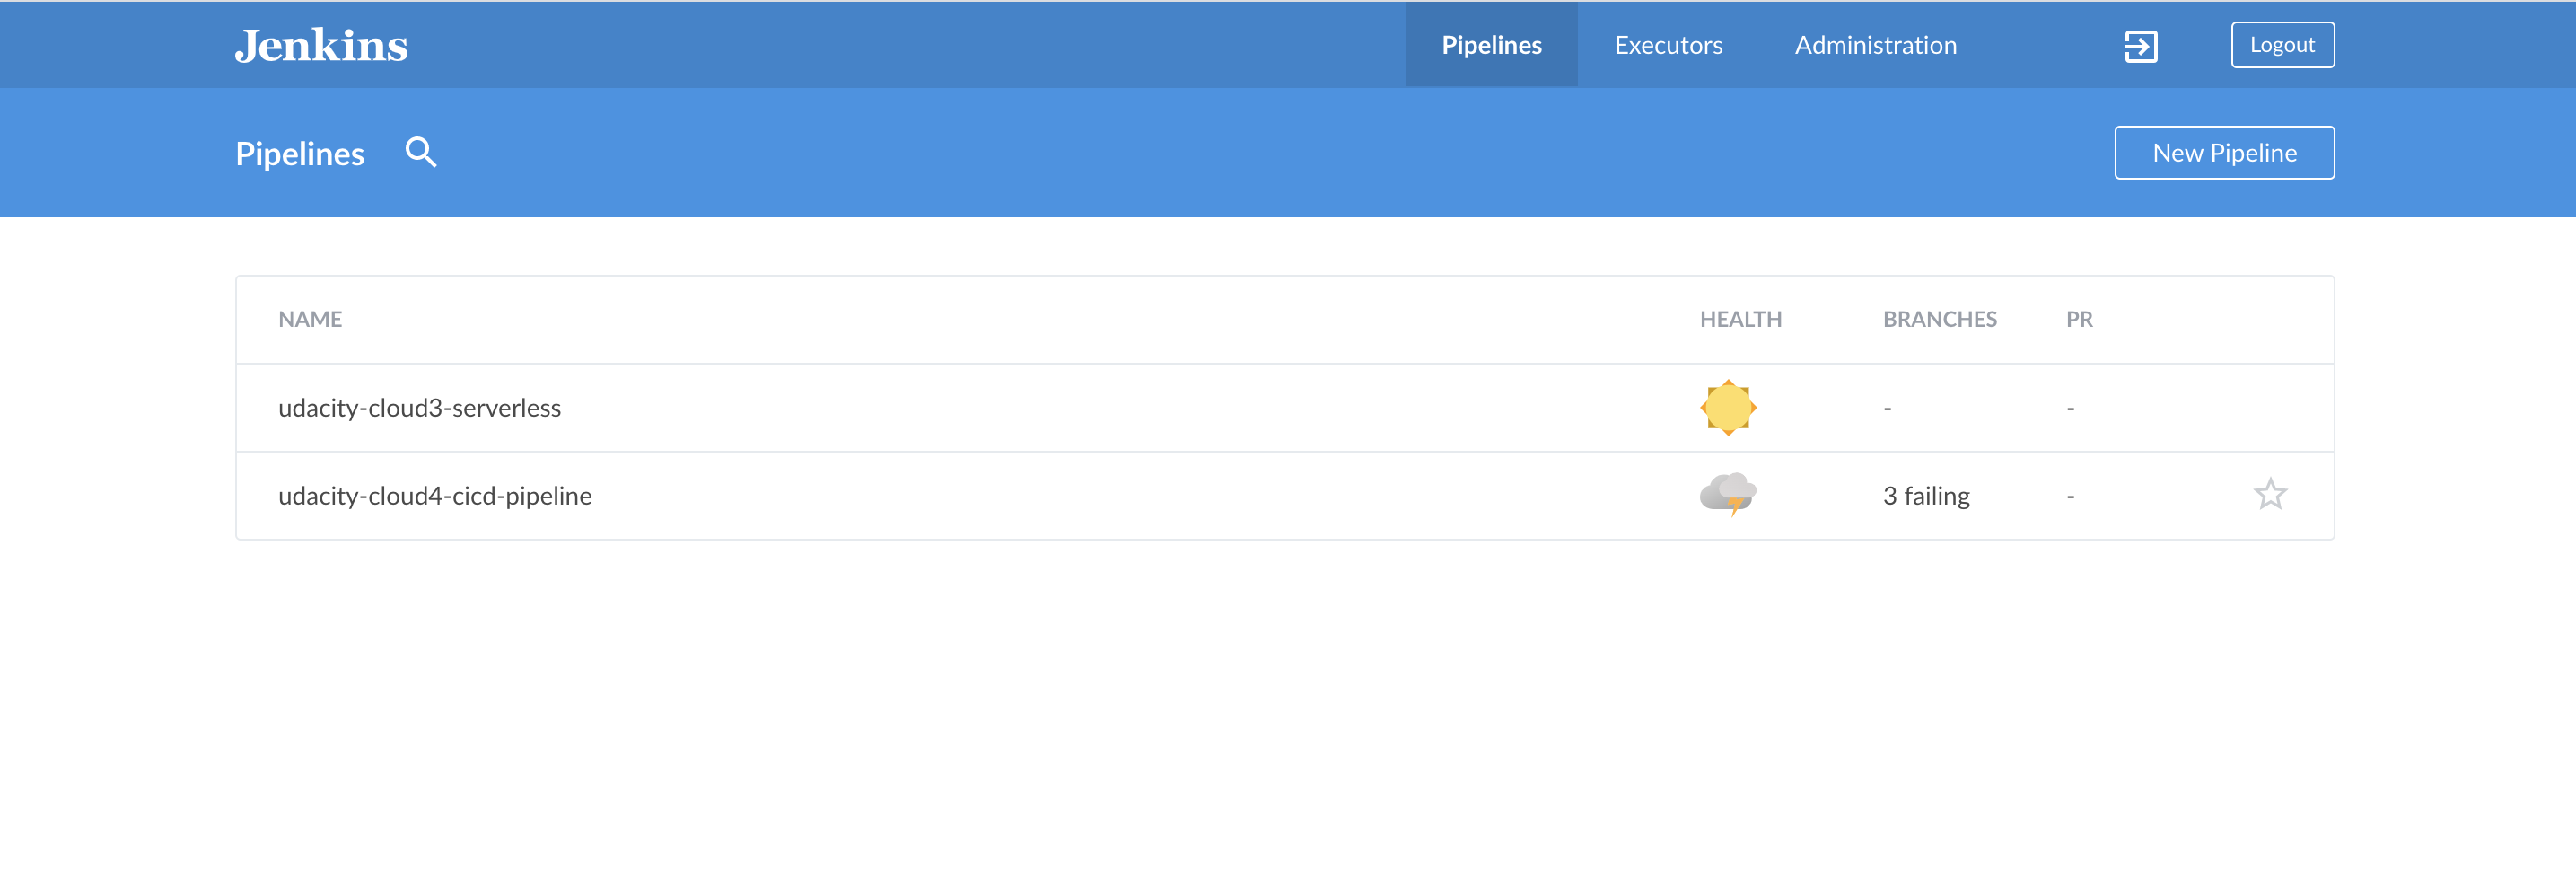 Jenkins Pipelines Executors Administration Logout
Pipelines New Pipeline
NAME HEALTH BRANCHES PR
udacity-cloud3-serverless - -
udacity-cloud4-cicd-pipeline 3 failing -